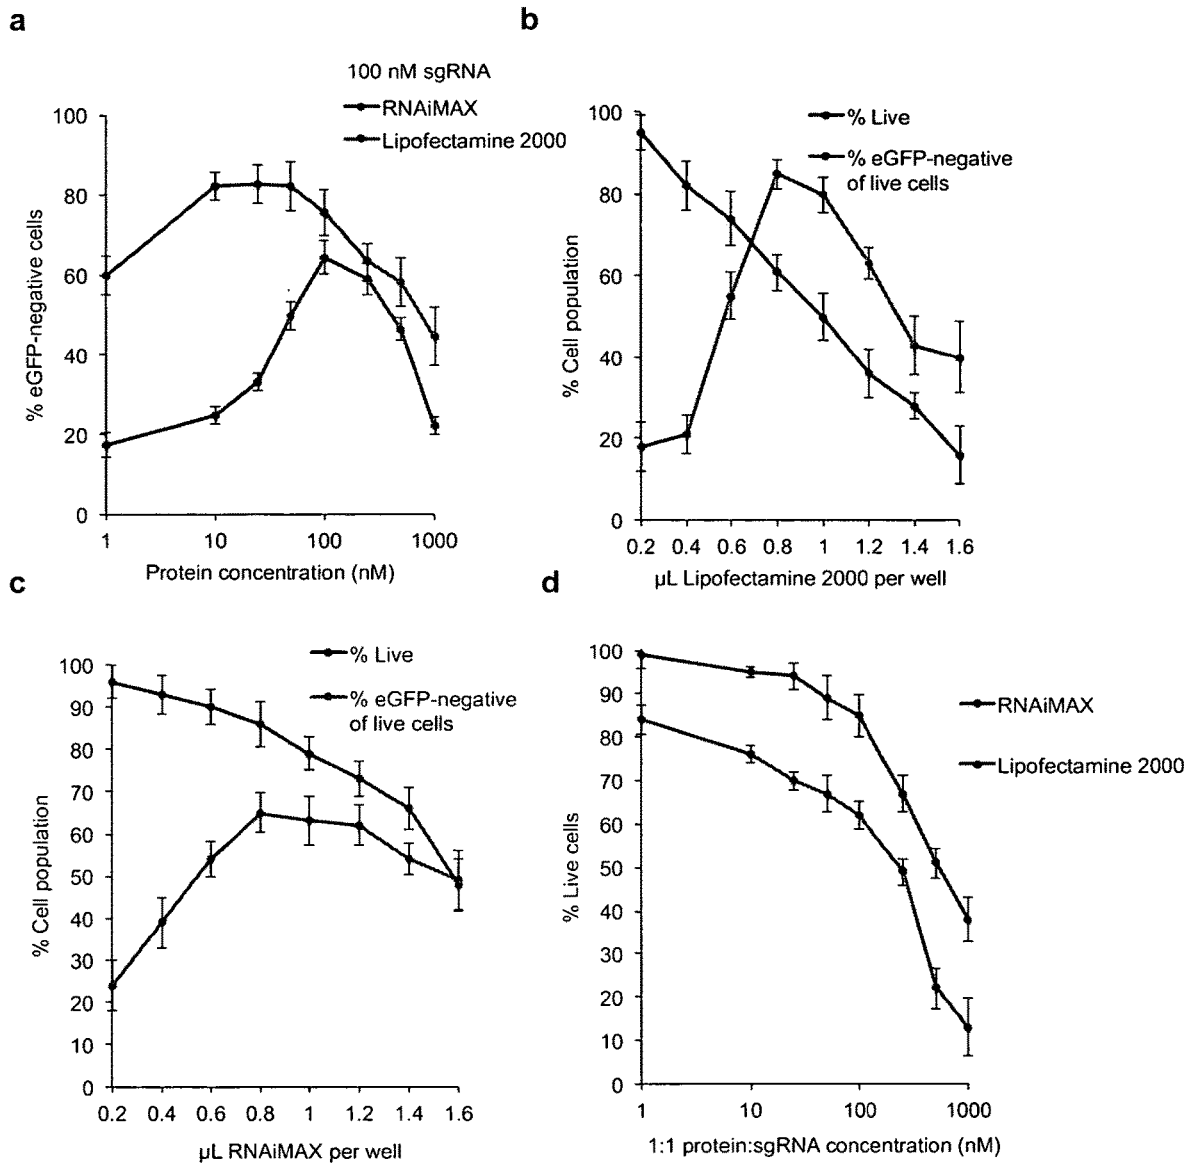 a
100 nM sgRNA
RNAiMAX
Lipofectamine 2000
% eGFP-negative cells
100
80
60
40
20
0
1 10 100 1000
Protein concentration (nM)
b
% Live
% eGFP-negative
of live cells
% Cell population
100
80
60
40
20
0
0.2 0.4 0.6 0.8 1 1.2 1.4 1.6
µL Lipofectamine 2000 per well
c
% Live
% eGFP-negative
of live cells
% Cell population
100
90
80
70
60
50
40
30
20
10
0
0.2 0.4 0.6 0.8 1 1.2 1.4 1.6
µL RNAiMAX per well
d
RNAiMAX
Lipofectamine 2000
% Live cells
100
90
80
70
60
50
40
30
20
10
0
1 10 100 1000
1:1 protein:sgRNA concentration (nM)